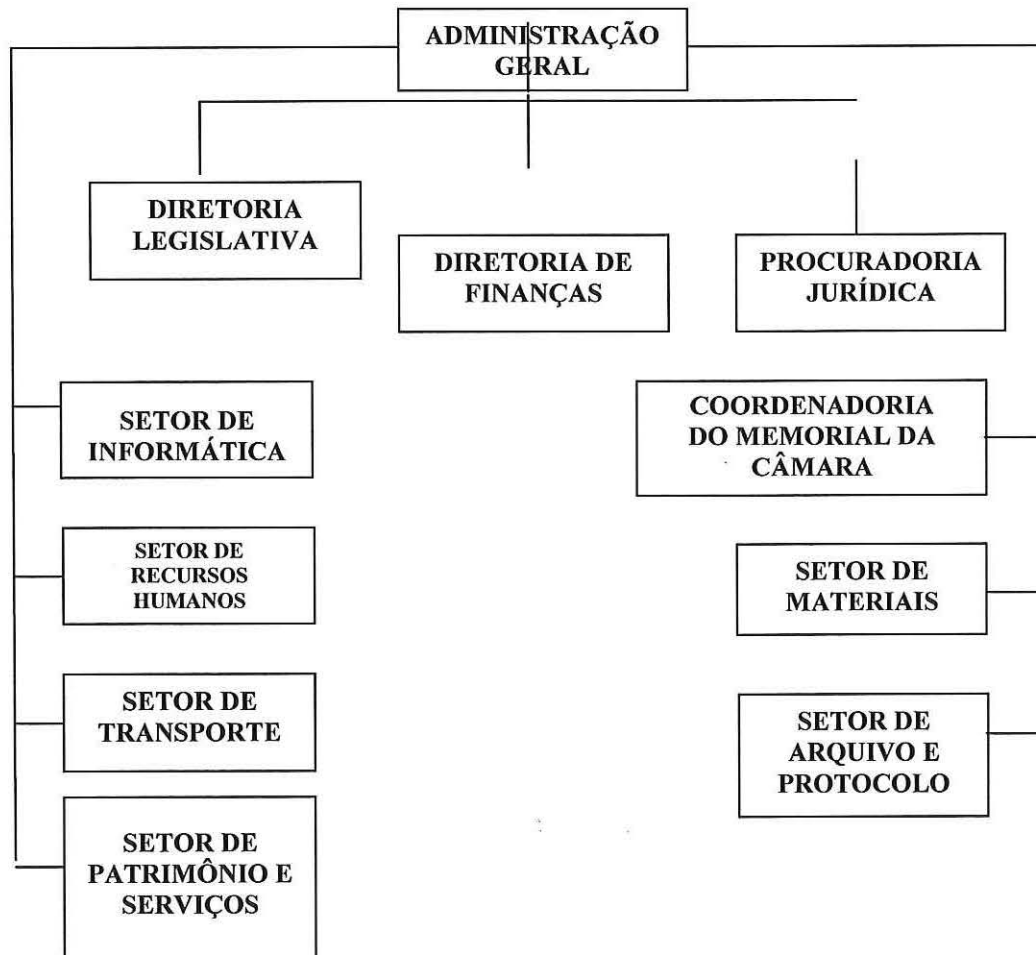 ADMINISTRAÇÃO
GERAL
DIRETORIA
LEGISLATIVA
DIRETORIA DE
FINANÇAS
PROCURADORIA
JURÍDICA
SETOR DE
INFORMÁTICA
COORDENADORIA
DO MEMORIAL DA
CÂMARA
SETOR DE
RECURSOS
HUMANOS
SETOR DE
MATERIAIS
SETOR DE
TRANSPORTE
SETOR DE
ARQUIVO E
PROTOCOLO
SETOR DE
PATRIMÔNIO E
SERVIÇOS